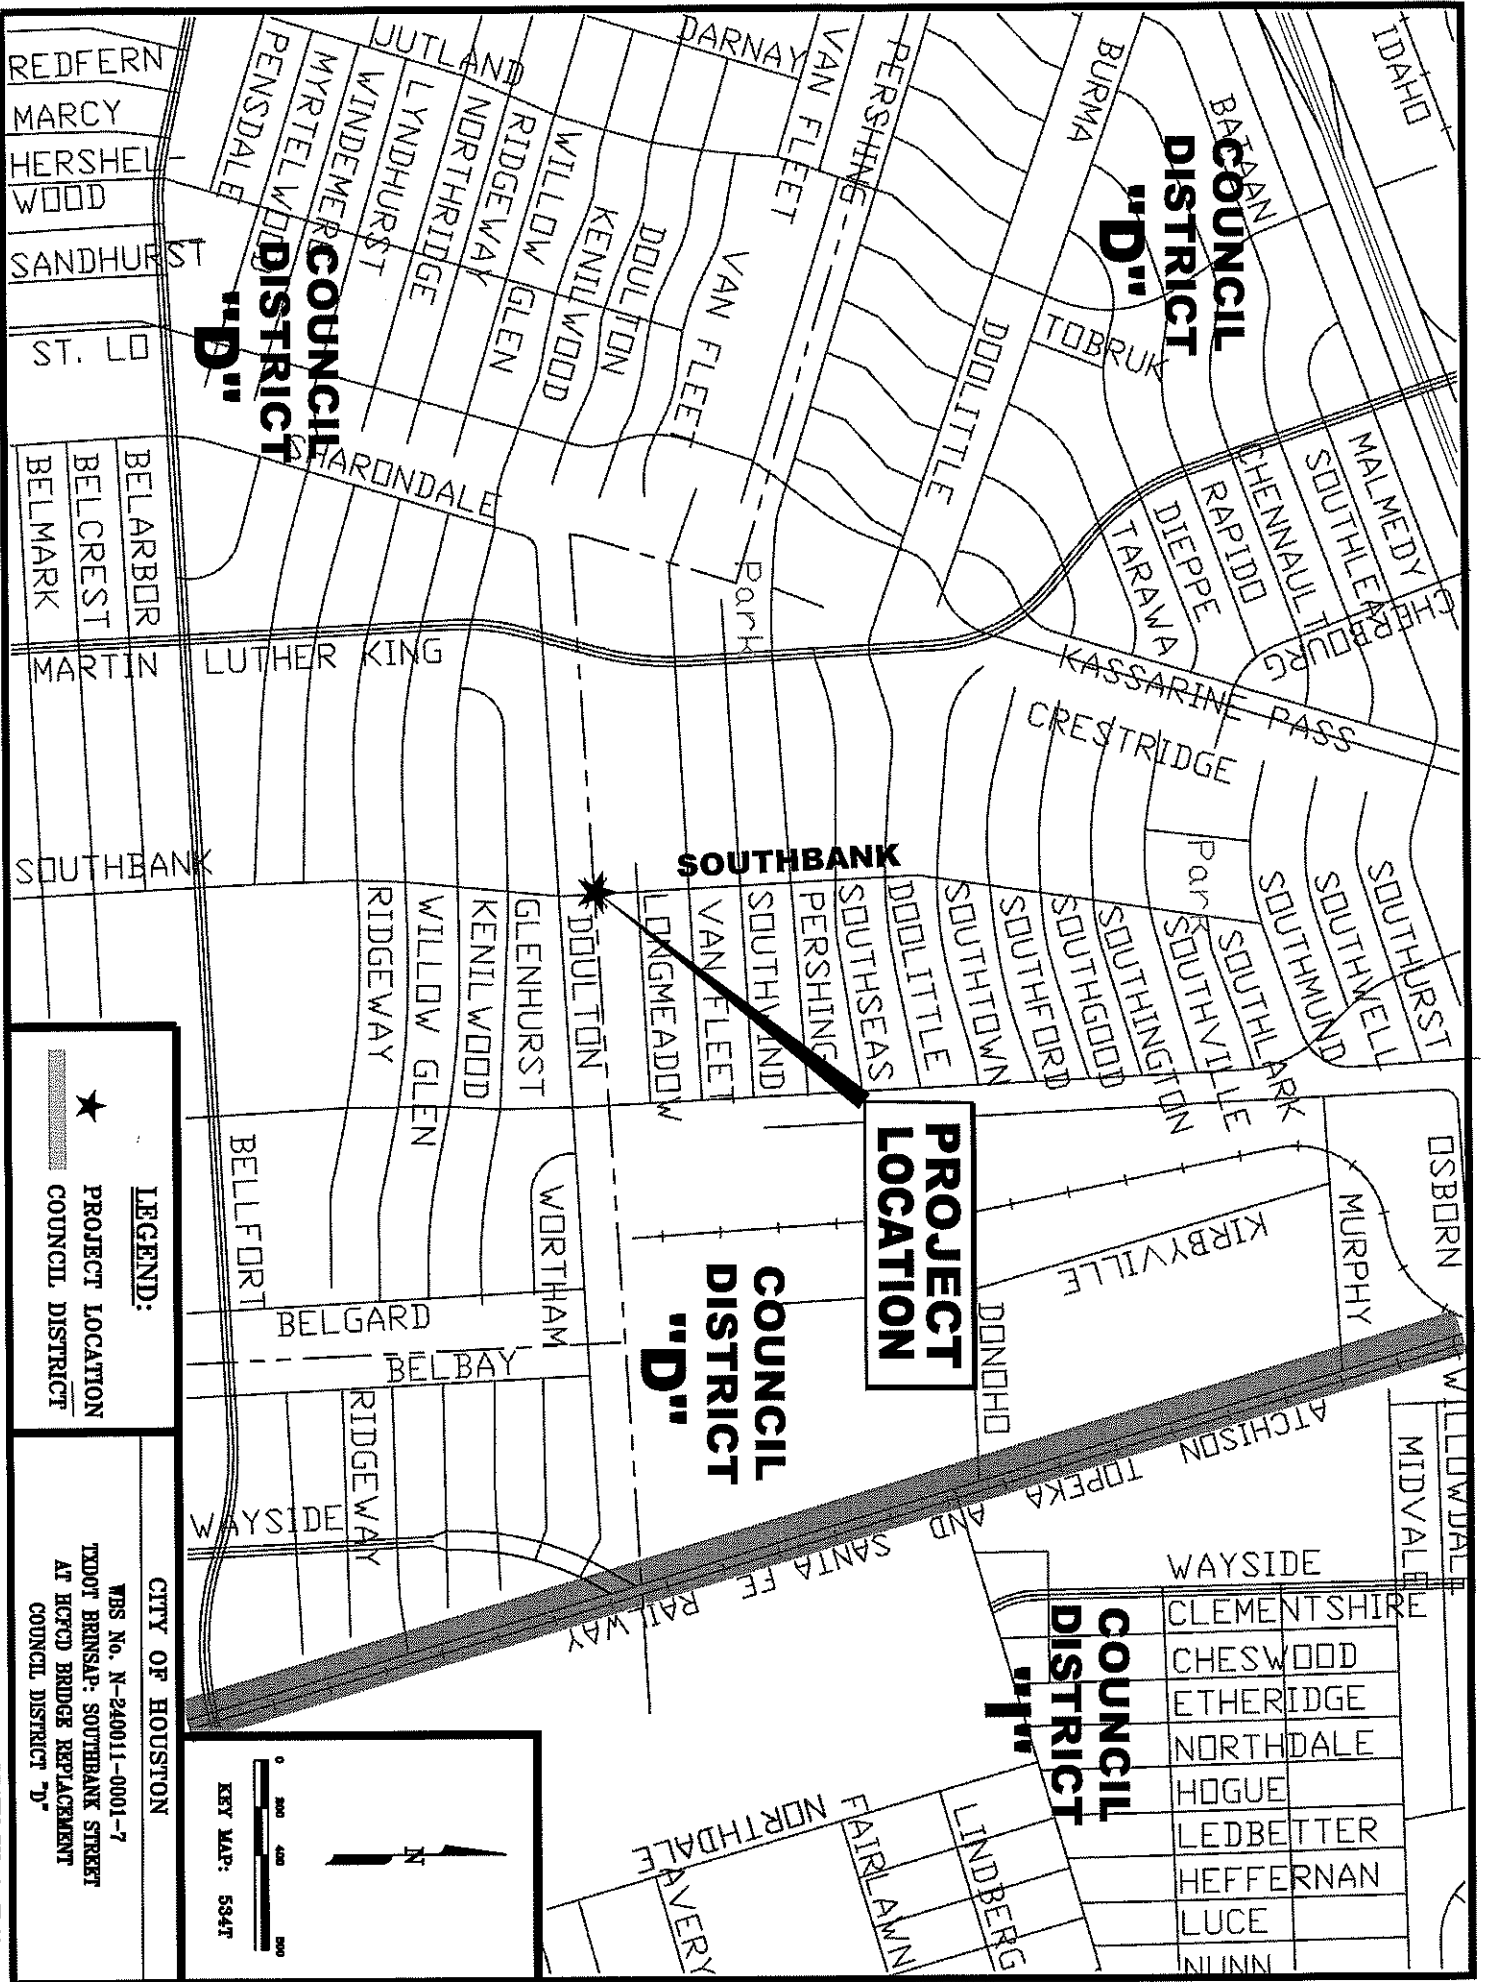 IDAHO
BATAAN
BURMA
PERSHING
VAN FLEET
DARNAY
JUTLAND
COUNCIL
DISTRICT
"D"
TOBRUK
DOOLITTLE
VAN FLEET
DOULTON
KENILWOOD
WILLOW GLEN
RIDGEWAY
NORTHRIDGE
LYNDHURST
WINDEMERE
MYRTELWOOD
PENSDALE
REDFERN
MARCY
HERSHEL-
WOOD
SANDHURST
ST. LO
COUNCIL
DISTRICT
"D"
MALMEDY
SOUTHLEA
CHENNAULT
RAPIDO
DIEPPE
TARAWA
CHERBOURG
KASSARINE PASS
CRESTRIDGE
Park
SHARONDALE
BELARBOR
BELCREST
BELMARK
MARTIN LUTHER KING
SOUTHBANK
SOUTHBANK
Park
SOUTHURST
SOUTHWELL
SOUTHMUND
SOUTHLARK
SOUTHVILLE
SOUTHINGTON
SOUTHGOOD
SOUTHFORD
SOUTHTOWN
DOOLITTLE
SOUTHSEAS
PERSHING
SOUTHWIND
VAN FLEET
LONGMEADOW
DOULTON
GLENHURST
KENILWOOD
WILLOW GLEN
RIDGEWAY
PROJECT
LOCATION
OSBORN
MURPHY
KIRBYVILLE
DONOHO
COUNCIL
DISTRICT
"D"
WORTHAM
BELLFORT
BELGARD
BELBAY
RIDGEWAY
WAYSIDE
ATCHISON TOPEKA AND SANTA FE RAILWAY
WILLOWDALE
MIDVALE
WAYSIDE
CLEMENTSHIRE
CHESWOOD
ETHERIDGE
NORTHDALE
HOGUE
LEDBETTER
HEFFERNAN
LUCE
NUNN
COUNCIL
DISTRICT
"I"
LINDBERG
FAIRLAWN
AVERY
NORTHDALE
LEGEND:
PROJECT LOCATION
COUNCIL DISTRICT
N
0 200 400 800
KEY MAP: 534T
CITY OF HOUSTON
WBS No. N-240011-0001-7
TXDOT BRINSAP: SOUTHBANK STREET
AT HCFCD BRIDGE REPLACEMENT
COUNCIL DISTRICT "D"